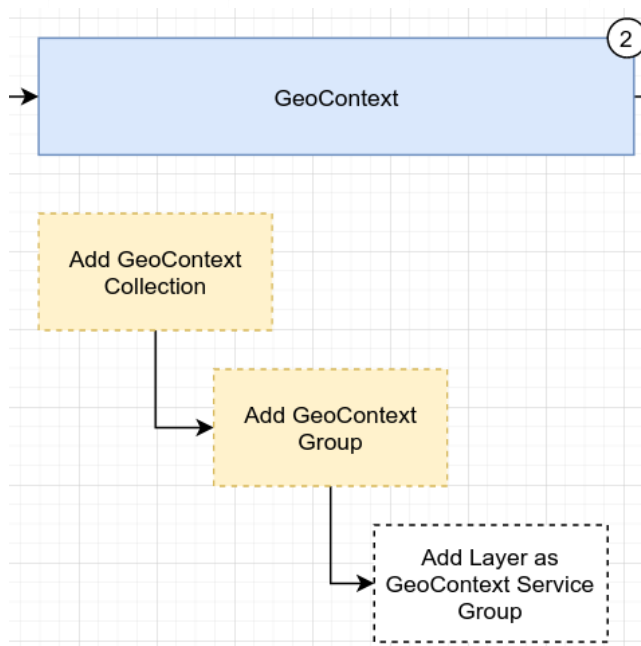 2
GeoContext
Add GeoContext
Collection
Add GeoContext
Group
Add Layer as
GeoContext Service
Group